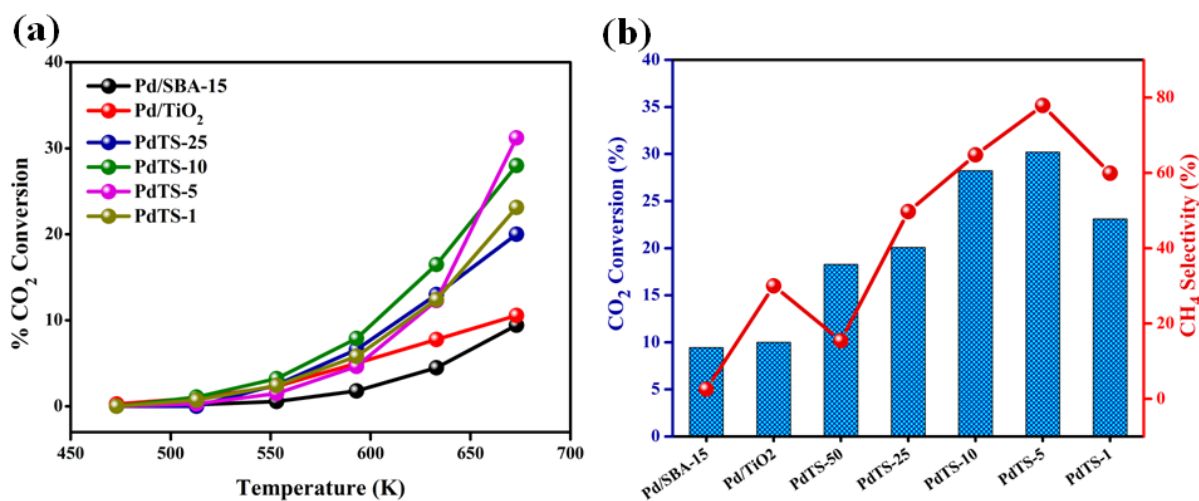 (a)
40
30
20
10
0
% CO₂ Conversion
Pd/SBA-15
Pd/TiO₂
PdTS-25
PdTS-10
PdTS-5
PdTS-1
450 500 550 600 650 700
Temperature (K)
(b)
40
35
30
25
20
15
10
5
0
CO₂ Conversion (%)
80
60
40
20
0
CH₄ Selectivity (%)
Pd/SBA-15
Pd/TiO2
PdTS-50
PdTS-25
PdTS-10
PdTS-5
PdTS-1